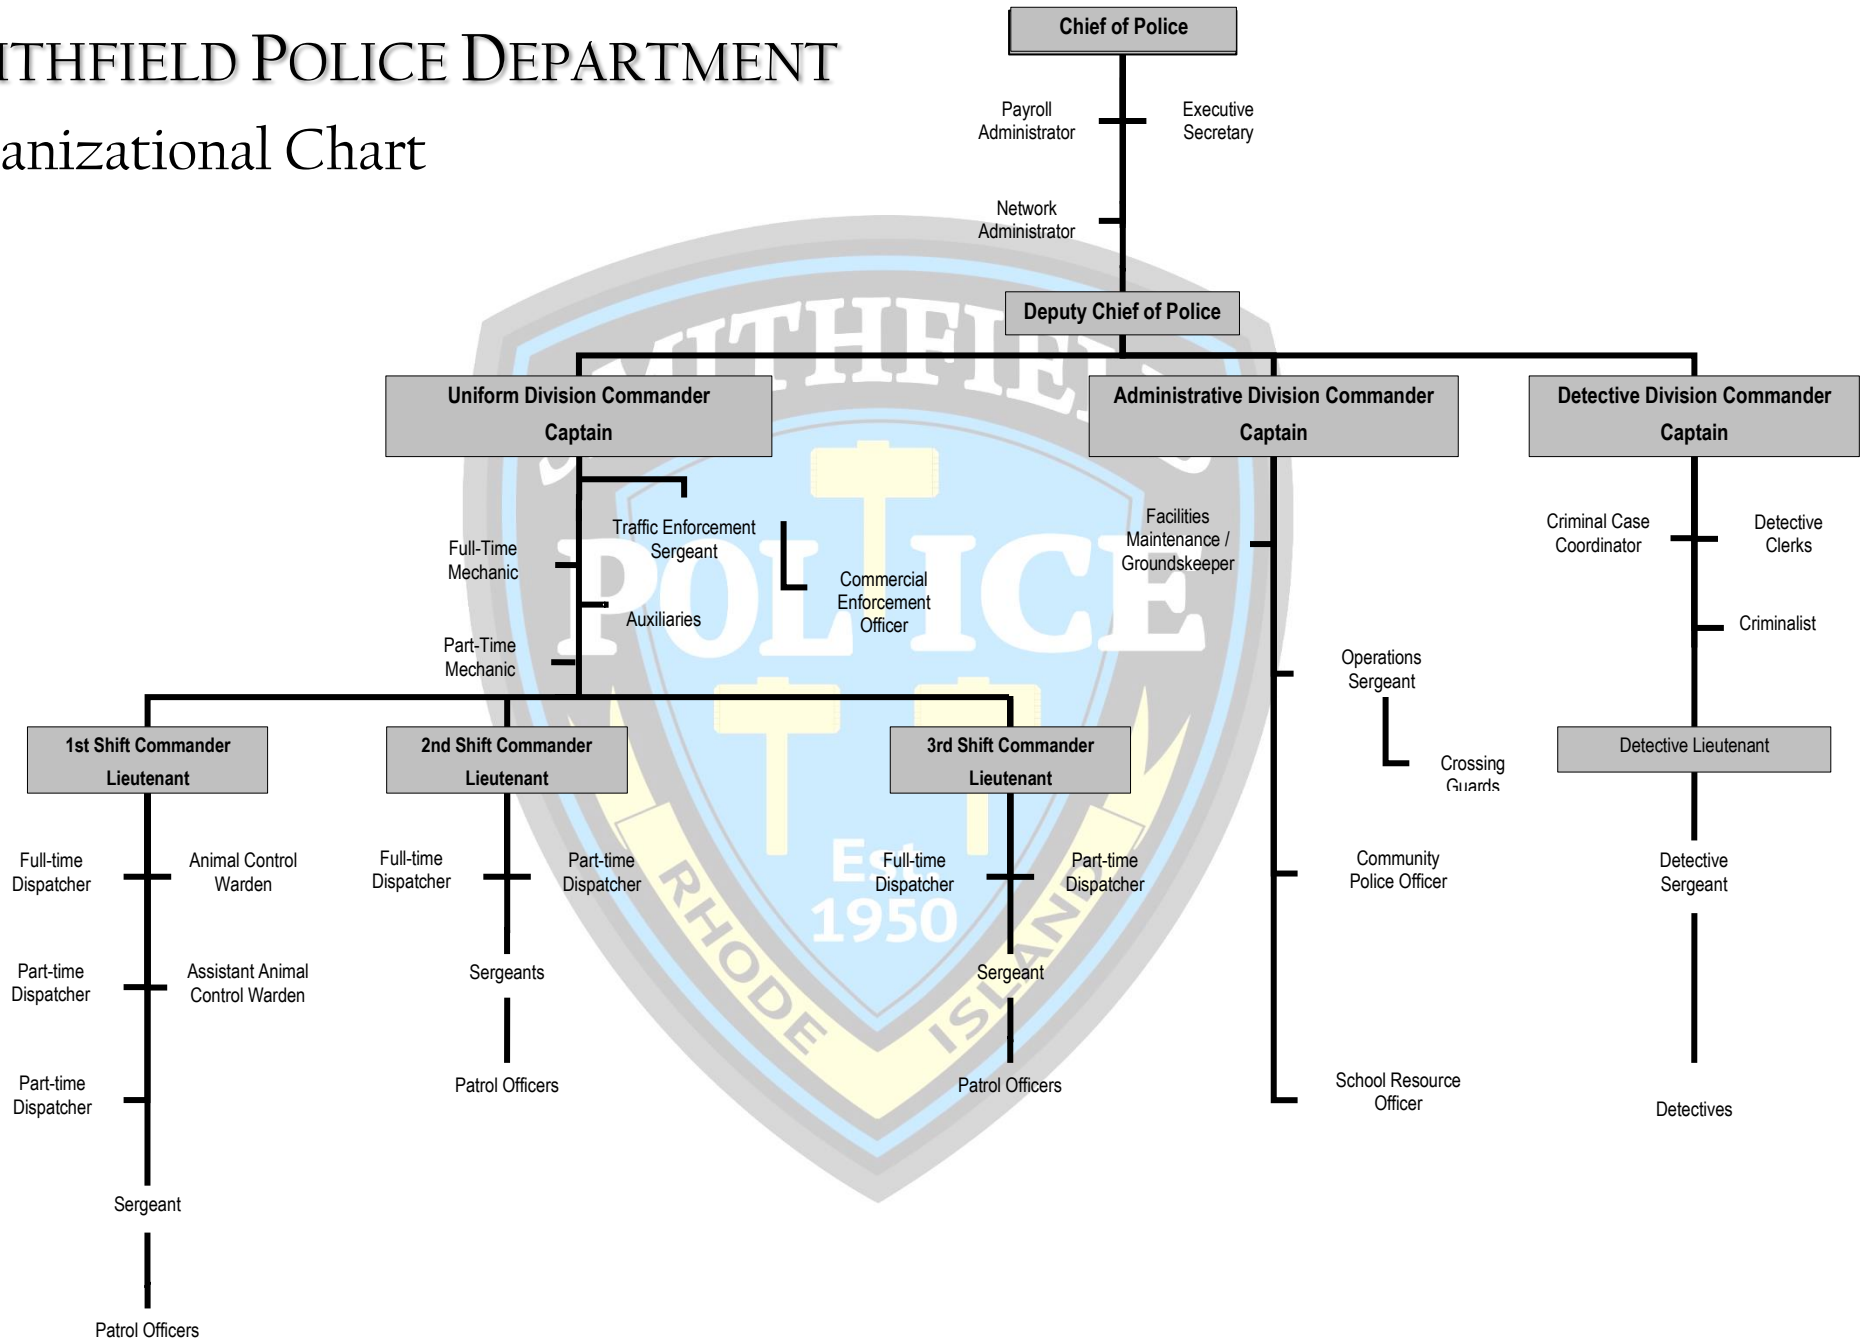 ITHFIELD POLICE DEPARTMENT
anizational Chart
Chief of Police
Payroll
Administrator
Executive
Secretary
Network
Administrator
Deputy Chief of Police
Uniform Division Commander
Captain
Administrative Division Commander
Captain
Detective Division Commander
Captain
Traffic Enforcement
Sergeant
Full-Time
Mechanic
Commercial
Enforcement
Officer
Auxiliaries
Part-Time
Mechanic
Facilities
Maintenance /
Groundskeeper
Operations
Sergeant
Crossing
Guards
Criminal Case
Coordinator
Detective
Clerks
Criminalist
1st Shift Commander
Lieutenant
2nd Shift Commander
Lieutenant
3rd Shift Commander
Lieutenant
Detective Lieutenant
Full-time
Dispatcher
Animal Control
Warden
Part-time
Dispatcher
Assistant Animal
Control Warden
Part-time
Dispatcher
Sergeant
Patrol Officers
Full-time
Dispatcher
Part-time
Dispatcher
Sergeants
Patrol Officers
Full-time
Dispatcher
Part-time
Dispatcher
Sergeant
Patrol Officers
Community
Police Officer
School Resource
Officer
Detective
Sergeant
Detectives
SMITHFIELD
POLICE
Est.
1950
RHODE ISLAND